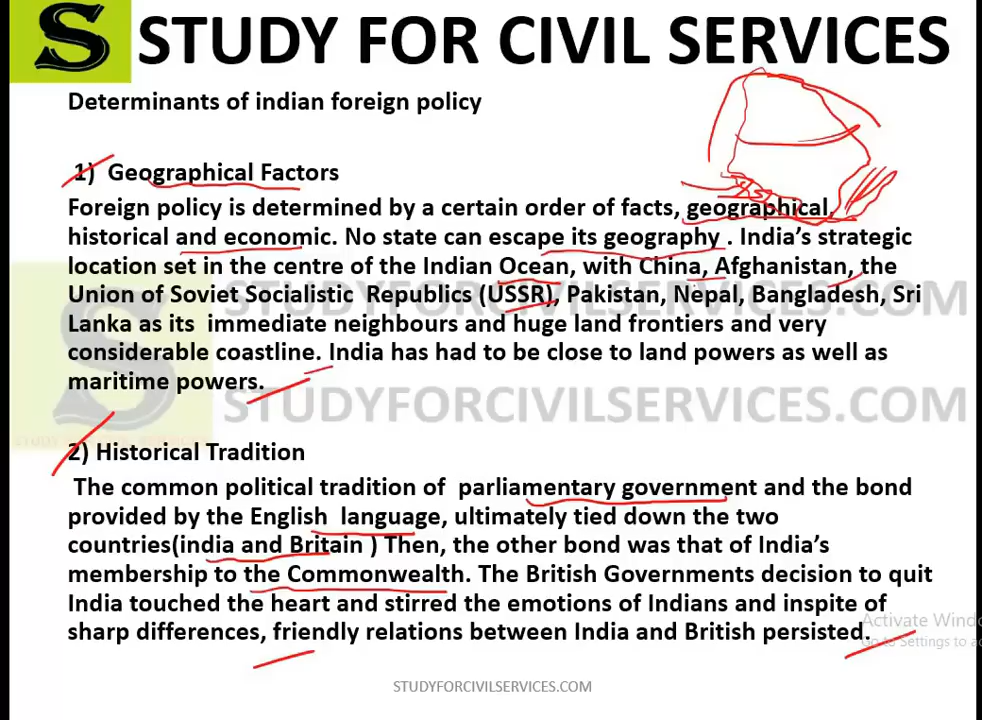 S STUDY FOR CIVIL SERVICES
Determinants of indian foreign policy
1) Geographical Factors
Foreign policy is determined by a certain order of facts, geographical,
historical and economic. No state can escape its geography . India's strategic
location set in the centre of the Indian Ocean, with China, Afghanistan, the
Union of Soviet Socialistic Republics (USSR), Pakistan, Nepal, Bangladesh, Sri
Lanka as its immediate neighbours and huge land frontiers and very
considerable coastline. India has had to be close to land powers as well as
maritime powers.
STUDYFORCIVILSERVICES.COM
STUDYFORCIVILSERVICES.COM
2) Historical Tradition
The common political tradition of parliamentary government and the bond
provided by the English language, ultimately tied down the two
countries(india and Britain ) Then, the other bond was that of India's
membership to the Commonwealth. The British Governments decision to quit
India touched the heart and stirred the emotions of Indians and inspite of
sharp differences, friendly relations between India and British persisted.
Activate Wind
Go to Settings to a
STUDYFORCIVILSERVICES.COM